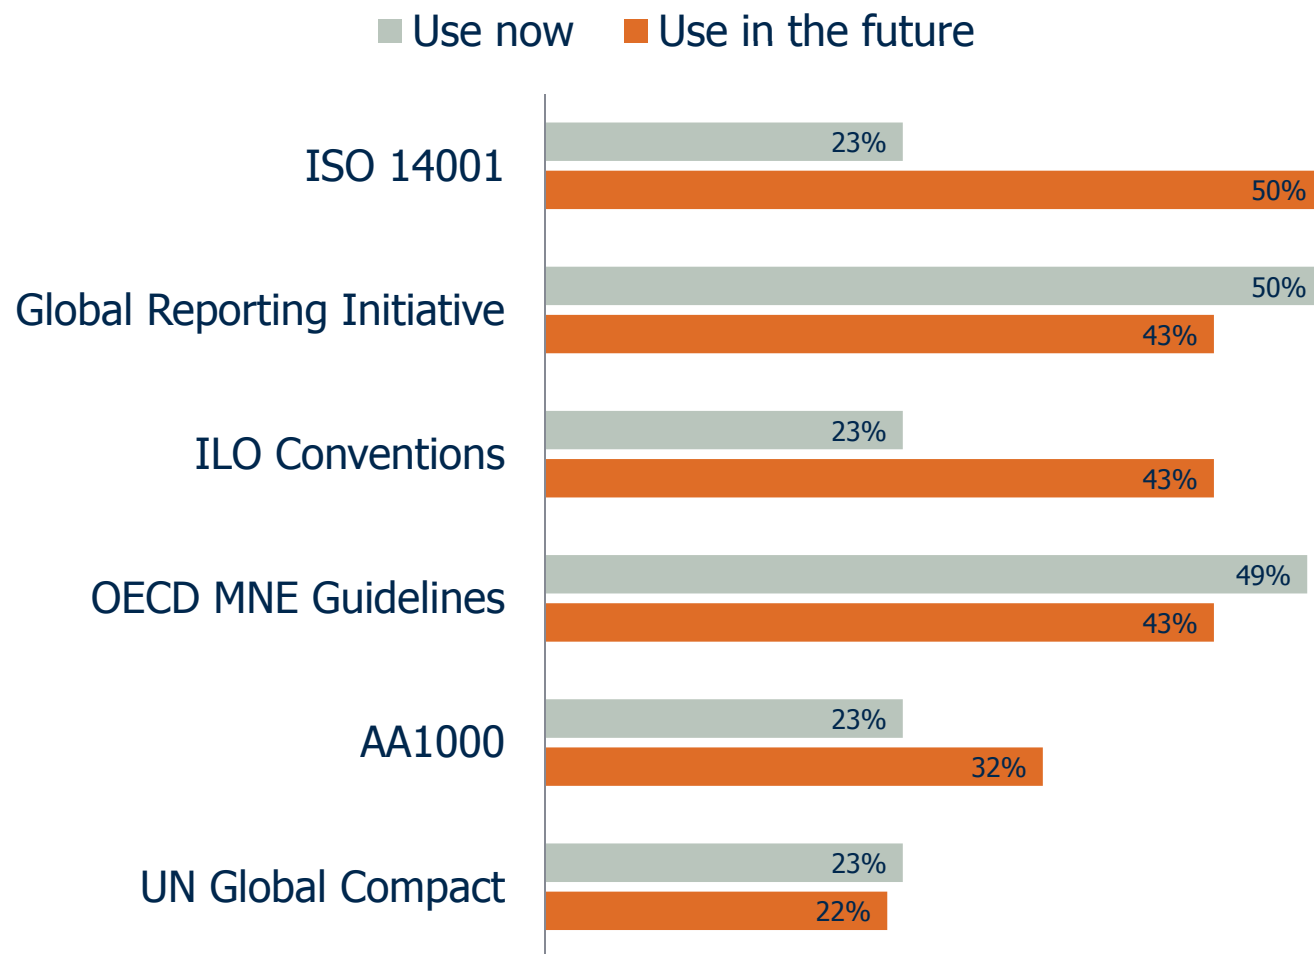 Use now Use in the future
ISO 14001
23%
50%
Global Reporting Initiative
50%
43%
ILO Conventions
23%
43%
OECD MNE Guidelines
49%
43%
AA1000
23%
32%
UN Global Compact
23%
22%